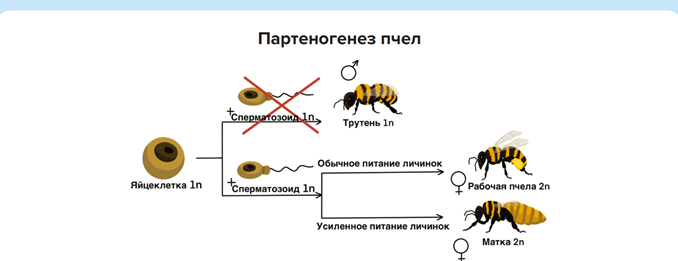 Партеногенез пчел
♂
+
Сперматозоид 1n
Трутень 1n
Яйцеклетка 1n
+
Сперматозоид 1n
Обычное питание личинок
♀
Рабочая пчела 2n
Усиленное питание личинок
♀
Матка 2n